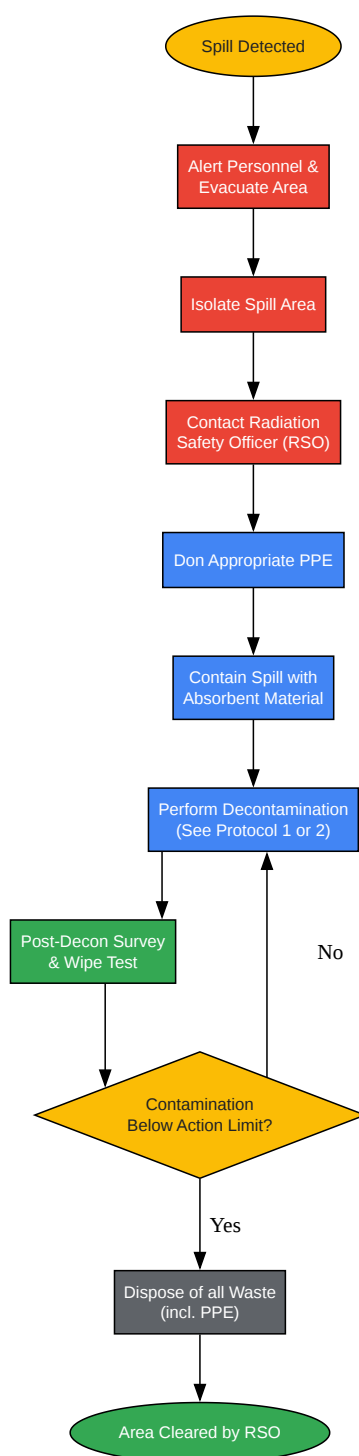 Spill Detected
Alert Personnel &
Evacuate Area
Isolate Spill Area
Contact Radiation
Safety Officer (RSO)
Don Appropriate PPE
Contain Spill with
Absorbent Material
Perform Decontamination
(See Protocol 1 or 2)
Post-Decon Survey
& Wipe Test
No
Contamination
Below Action Limit?
Yes
Dispose of all Waste
(incl. PPE)
Area Cleared by RSO